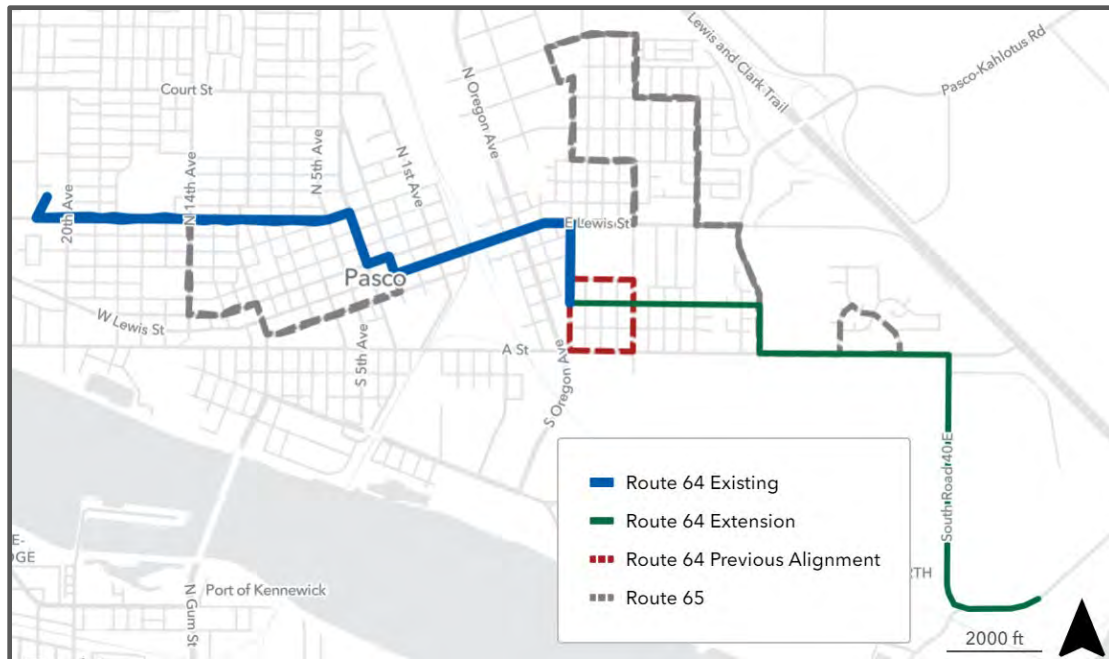 Lewis and Clark Trail
Pasco-Kahlotus Rd
Court St
N Oregon Ave
N 5th Ave
N 1st Ave
20th Ave
N 14th Ave
E Lewis St
Pasco
W Lewis St
S 5th Ave
A St
S Oregon Ave
South Road 40 E
E-
DGE
Port of Kennewick
N Gum St
RTH
Route 64 Existing
Route 64 Extension
Route 64 Previous Alignment
Route 65
2000 ft